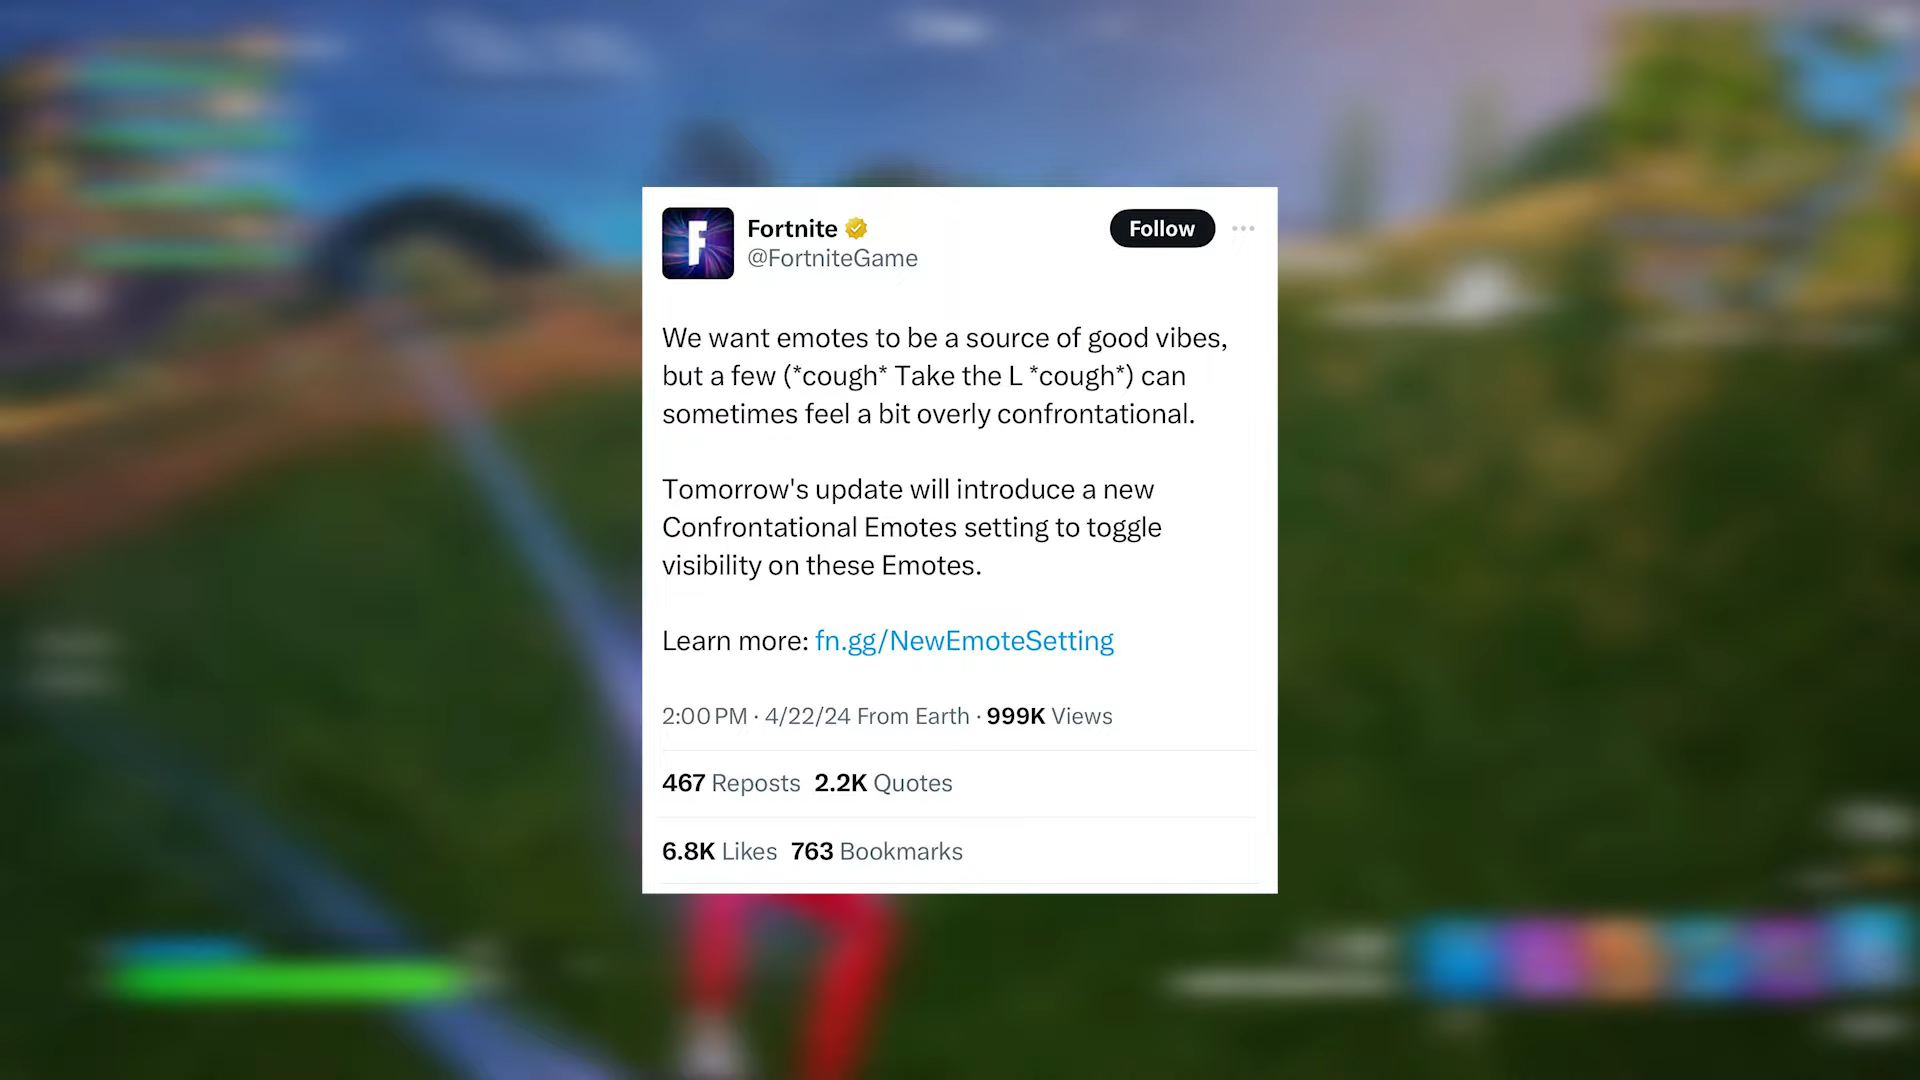 Fortnite
@FortniteGame
Follow
We want emotes to be a source of good vibes,
but a few (*cough* Take the L *cough*) can
sometimes feel a bit overly confrontational.
Tomorrow's update will introduce a new
Confrontational Emotes setting to toggle
visibility on these Emotes.
Learn more: fn.gg/NewEmoteSetting
2:00 PM · 4/22/24 From Earth · 999K Views
467 Reposts 2.2K Quotes
6.8K Likes 763 Bookmarks